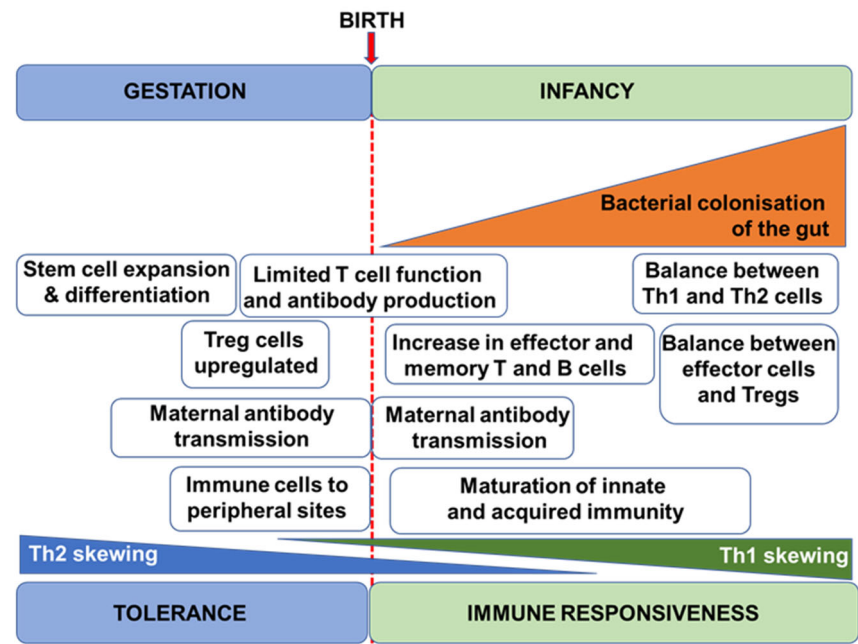 BIRTH
GESTATION
INFANCY
Bacterial colonisation
of the gut
Stem cell expansion
& differentiation
Limited T cell function
and antibody production
Balance between
Th1 and Th2 cells
Treg cells
upregulated
Increase in effector and
memory T and B cells
Balance between
effector cells
and Tregs
Maternal antibody
transmission
Maternal antibody
transmission
Immune cells to
peripheral sites
Maturation of innate
and acquired immunity
Th2 skewing
Th1 skewing
TOLERANCE
IMMUNE RESPONSIVENESS